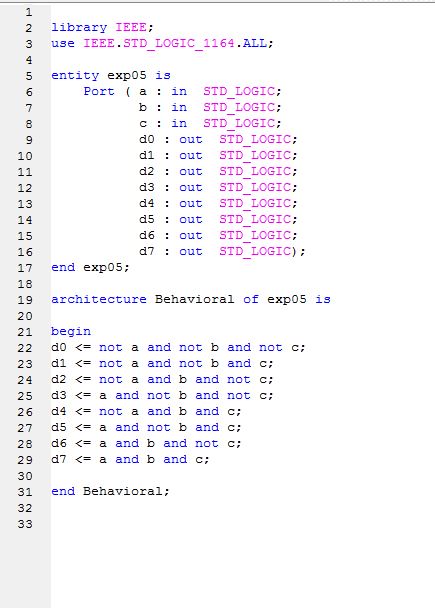 1
2 library IEEE;
3 use IEEE.STD_LOGIC_1164.ALL;
4
5 entity exp05 is
6 Port ( a : in STD_LOGIC;
7 b : in STD_LOGIC;
8 c : in STD_LOGIC;
9 d0 : out STD_LOGIC;
10 d1 : out STD_LOGIC;
11 d2 : out STD_LOGIC;
12 d3 : out STD_LOGIC;
13 d4 : out STD_LOGIC;
14 d5 : out STD_LOGIC;
15 d6 : out STD_LOGIC;
16 d7 : out STD_LOGIC);
17 end exp05;
18
19 architecture Behavioral of exp05 is
20
21 begin
22 d0 <= not a and not b and not c;
23 d1 <= not a and not b and c;
24 d2 <= not a and b and not c;
25 d3 <= a and not b and not c;
26 d4 <= not a and b and c;
27 d5 <= a and not b and c;
28 d6 <= a and b and not c;
29 d7 <= a and b and c;
30
31 end Behavioral;
32
33